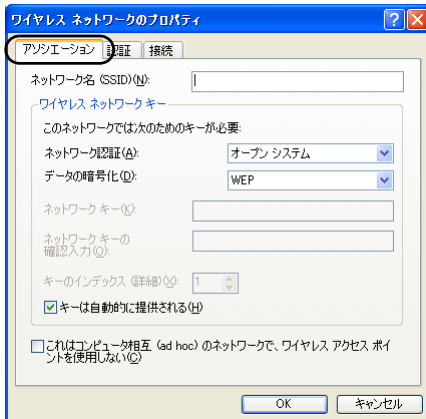 ワイヤレス ネットワークのプロパティ
アソシエーション 認証 接続
ネットワーク名 (SSID)(N):
ワイヤレス ネットワーク キー
このネットワークでは次のためのキーが必要:
ネットワーク認証(A): オープン システム
データの暗号化(D): WEP
ネットワーク キー(K):
ネットワーク キーの
確認入力(O):
キーのインデックス (詳細)(X): 1
キーは自動的に提供される(H)
これはコンピュータ相互 (ad hoc) のネットワークで、ワイヤレス アクセス ポイ
ントを使用しない(C)
OK キャンセル